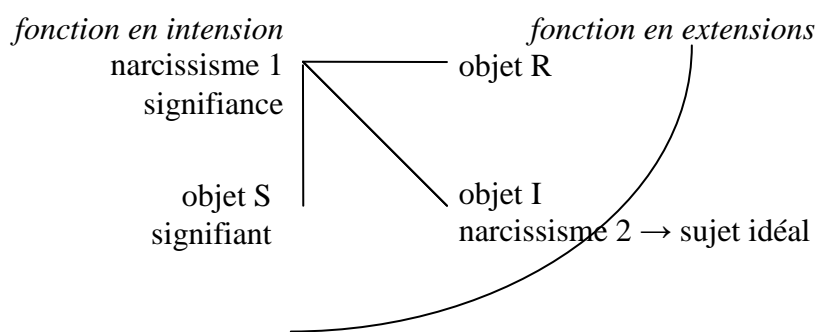 fonction en intension
fonction en extensions
narcissisme 1
objet R
signifiance
objet S
objet I
signifiant
narcissisme 2 → sujet idéal